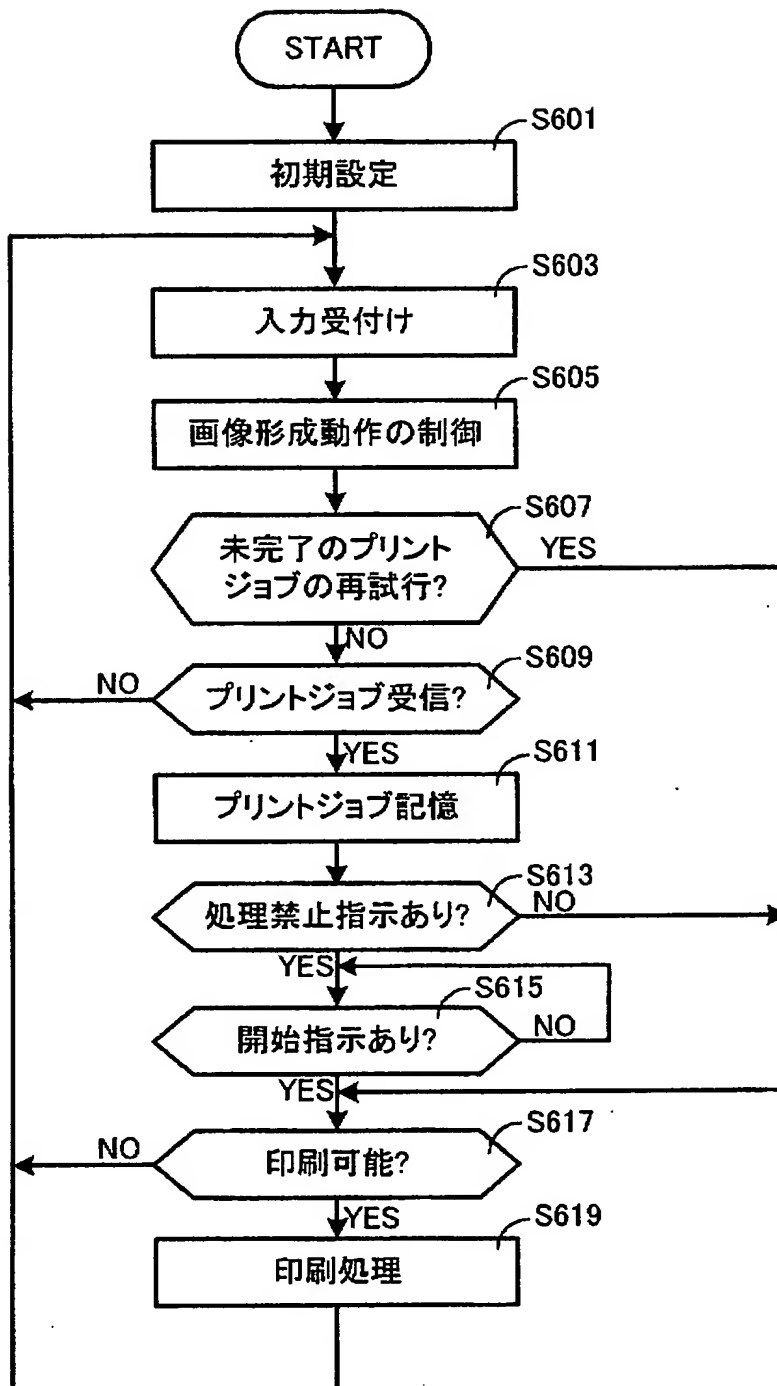 START
S601
初期設定
S603
入力受付け
S605
画像形成動作の制御
S607
未完了のプリント
ジョブの再試行?
YES
NO
S609
プリントジョブ受信?
NO
YES
S611
プリントジョブ記憶
S613
処理禁止指示あり?
NO
YES
S615
開始指示あり?
NO
YES
S617
印刷可能?
NO
YES
S619
印刷処理